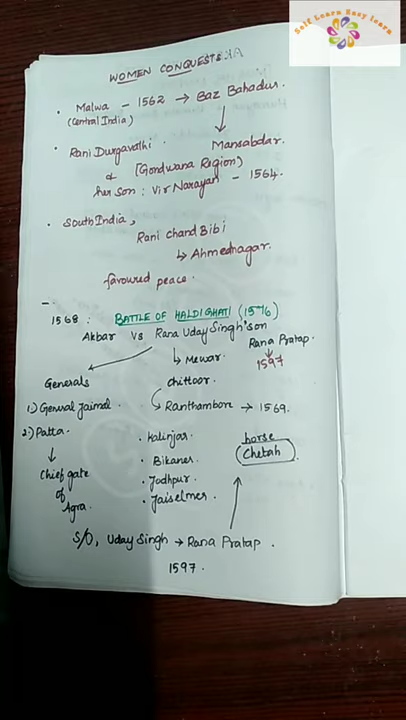 Self Learn Easy Learn
WOMEN CONQUESTS.
• Malwa - 1562 → Baz Bahadur.
(Central India)
↓
• Rani Durgavathi Mansabdar.
& (Gondwana Region)
her son : Vir Narayan - 1564.
• South India,
Rani Chand Bibi
↳ Ahmednagar.
favoured peace.
1568 : BATTLE OF HALDIGHATI (1576)
Akbar Vs Rana Uday Singh's son
Rana Pratap.
↓
1597
↳ Mewar.
Generals
chittoor.
1) General Jaimal.
↳ Ranthambore → 1569.
2) Patta.
↓
Chief gate
of
Agra.
• Kalinjar.
• Bikaner.
• Jodhpur.
• Jaiselmer.
horse
Chetak
S/O, Uday Singh → Rana Pratap.
1597.